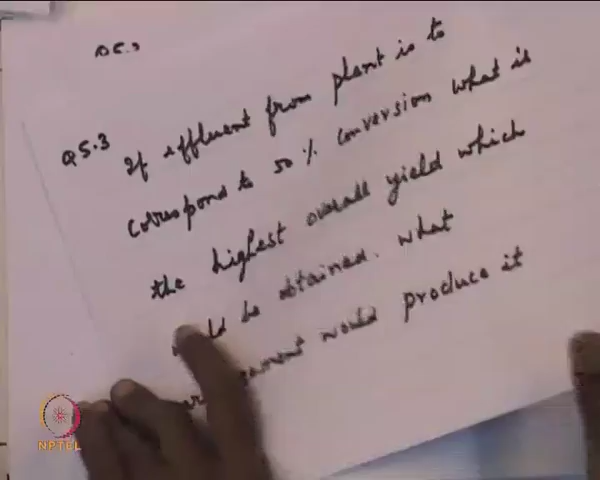 Q5.3 If effluent from plant is to
correspond to 50% conversion what is
the highest overall yield which
be obtained. What
would produce it
NPTEL